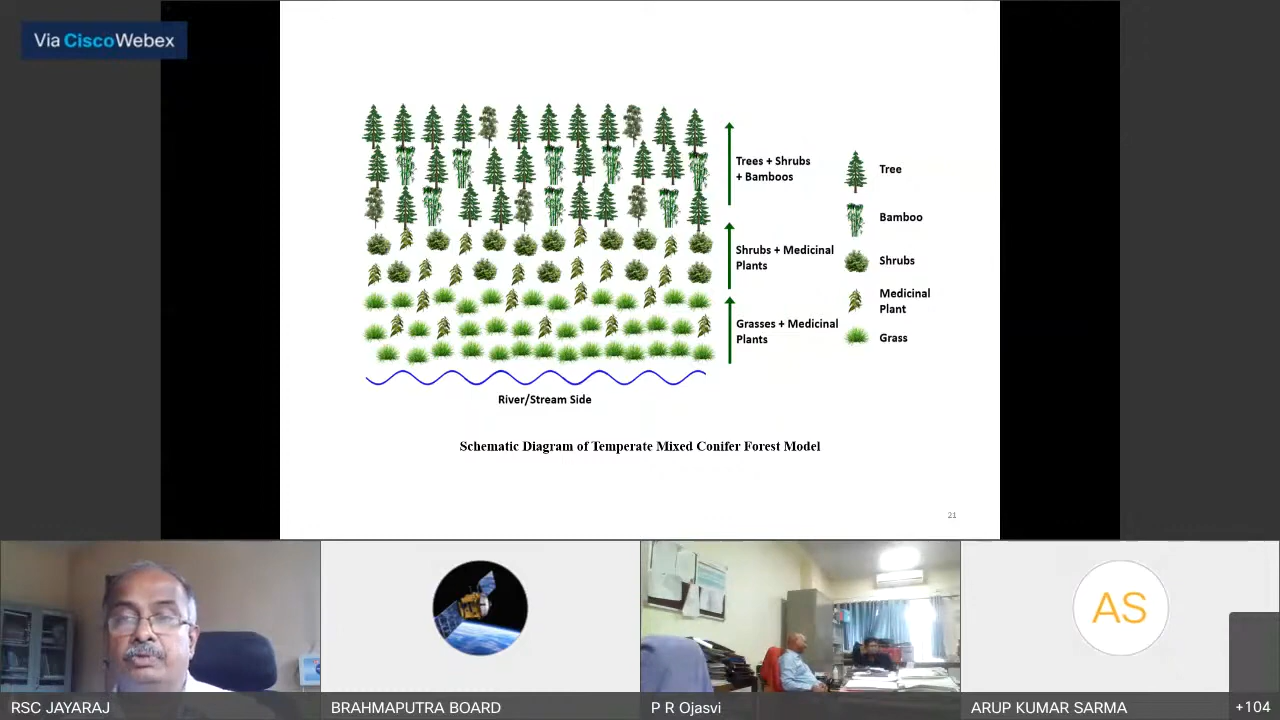 Via CiscoWebex
Trees + Shrubs
+ Bamboos
Tree
Bamboo
Shrubs + Medicinal
Plants
Shrubs
Medicinal
Plant
Grasses + Medicinal
Plants
Grass
River/Stream Side
Schematic Diagram of Temperate Mixed Conifer Forest Model
21
AS
RSC JAYARAJ
BRAHMAPUTRA BOARD
P R Ojasvi
ARUP KUMAR SARMA
+104